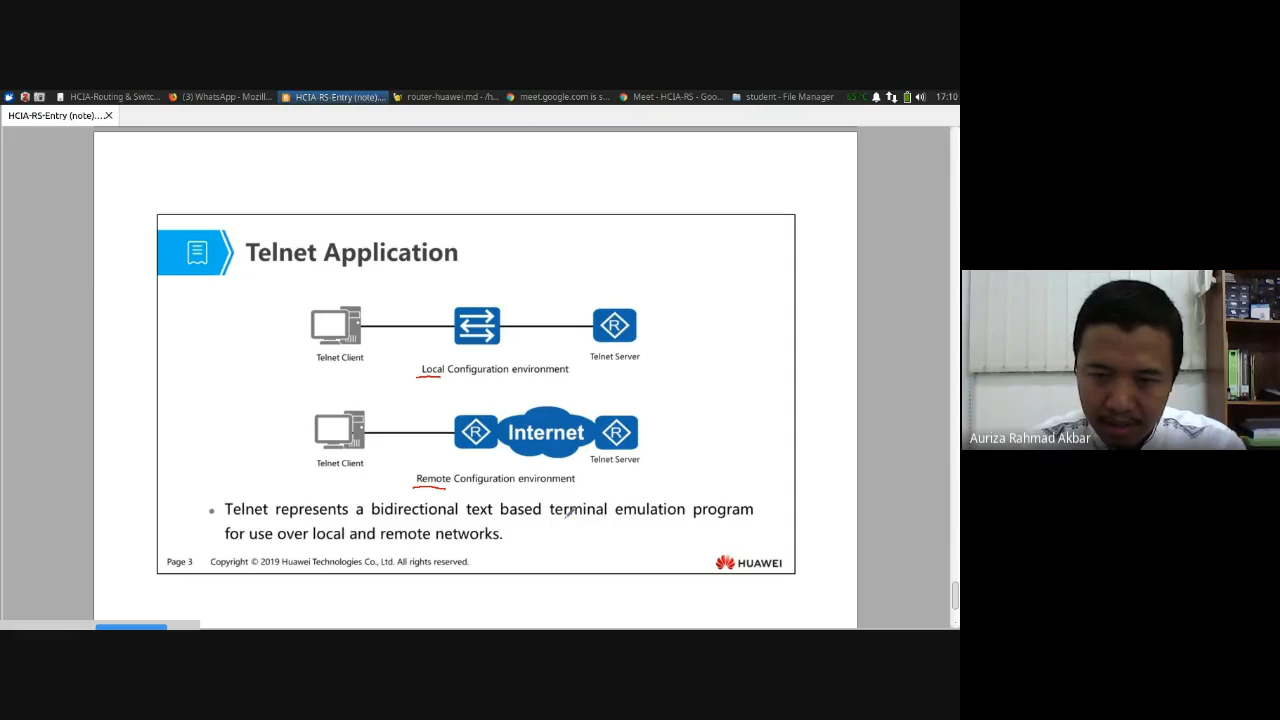 HCIA-Routing & Switc...
(3) WhatsApp - Mozill...
HCIA-RS-Entry (note)....
router-huawei.md - /h...
meet.google.com is s...
Meet - HCIA-RS - Goo...
student - File Manager
65°C
17:10
HCIA-RS-Entry (note)....
Telnet Application
R
Telnet Client
Telnet Server
Local Configuration environment
R
Internet
R
Telnet Client
Telnet Server
Remote Configuration environment
Auriza Rahmad Akbar
• Telnet represents a bidirectional text based terminal emulation program
for use over local and remote networks.
Page 3
Copyright © 2019 Huawei Technologies Co., Ltd. All rights reserved.
HUAWEI